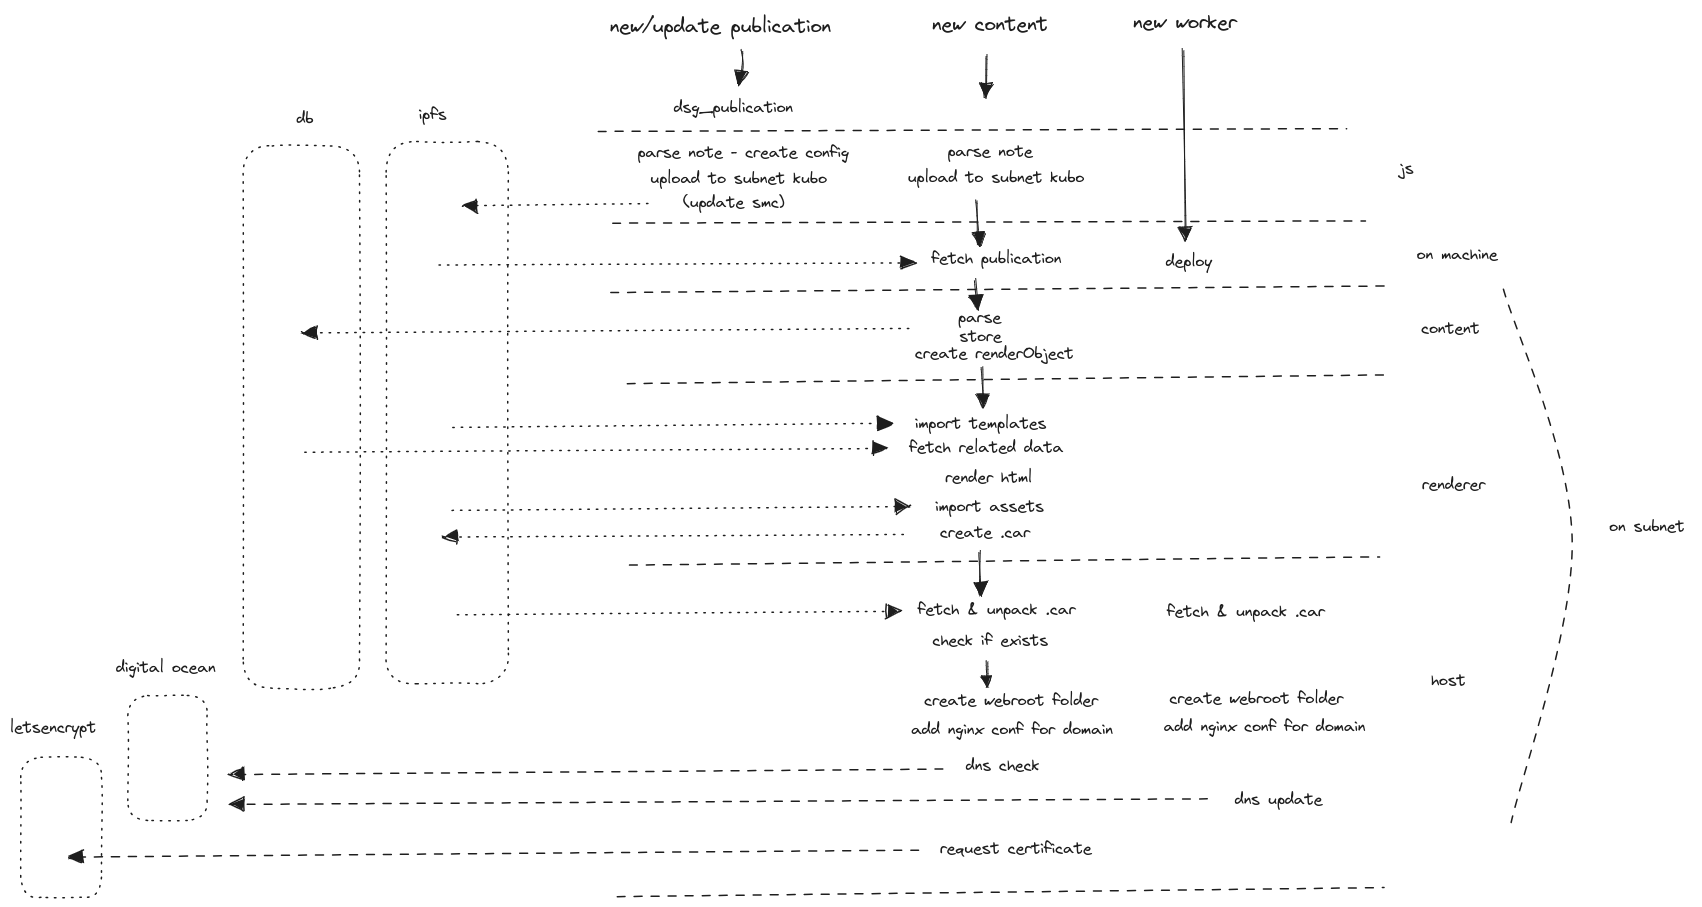 new/update publication
new content
new worker
dsg_publication
db
ipfs
parse note - create config
parse note
upload to subnet kubo
upload to subnet kubo
js
(update smc)
fetch publication
deploy
on machine
parse
store
content
create renderObject
import templates
fetch related data
render html
renderer
import assets
on subnet
create .car
fetch & unpack .car
fetch & unpack .car
check if exists
digital ocean
host
create webroot folder
create webroot folder
letsencrypt
add nginx conf for domain
add nginx conf for domain
dns check
dns update
request certificate